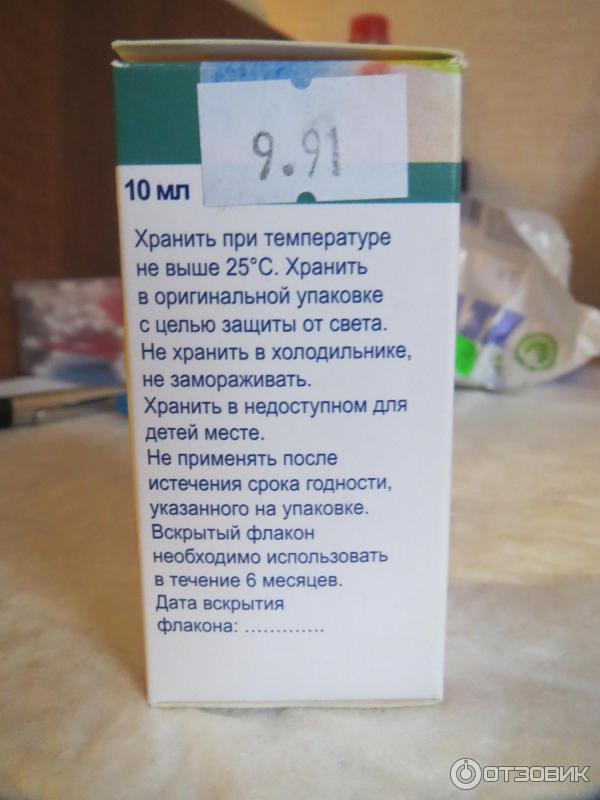 9.91
10 мл
Хранить при температуре
не выше 25°С. Хранить
в оригинальной упаковке
с целью защиты от света.
Не хранить в холодильнике,
не замораживать.
Хранить в недоступном для
детей месте.
Не применять после
истечения срока годности,
указанного на упаковке.
Вскрытый флакон
необходимо использовать
в течение 6 месяцев.
Дата вскрытия
флакона: .............
ОТЗОВИК